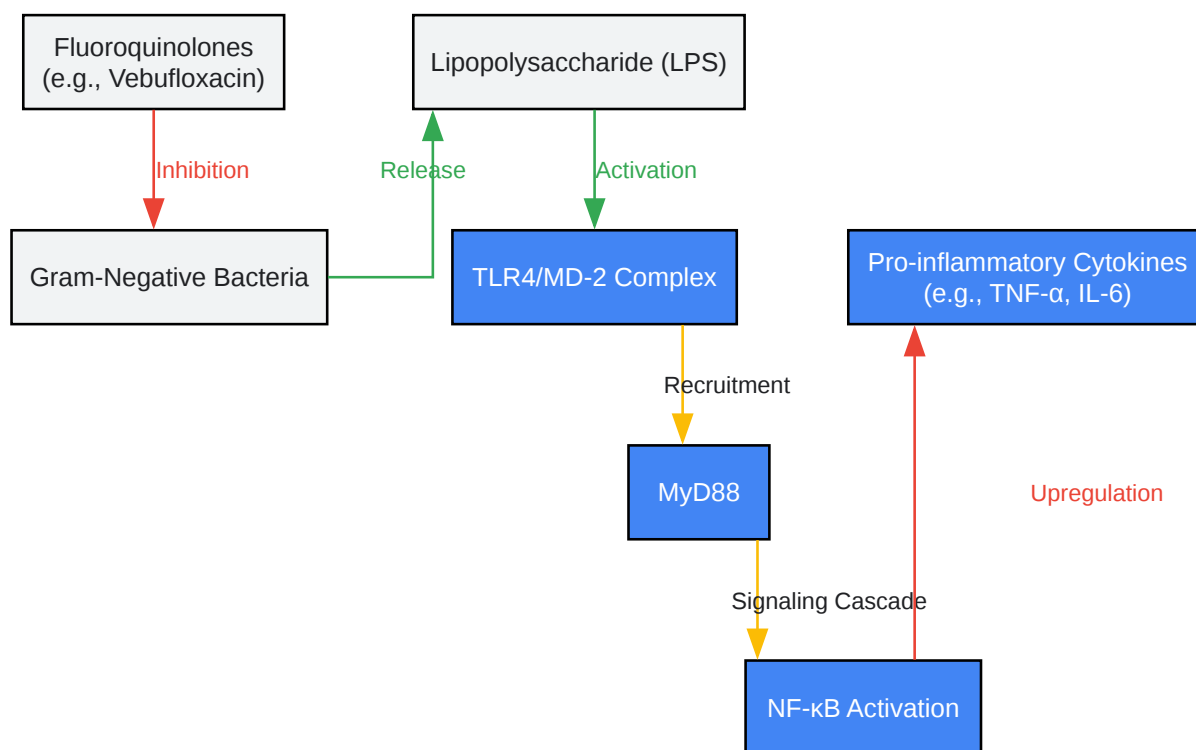 Fluoroquinolones
(e.g., Vebufloxacin)
Lipopolysaccharide (LPS)
Inhibition
Release
Activation
Gram-Negative Bacteria
TLR4/MD-2 Complex
Pro-inflammatory Cytokines
(e.g., TNF-α, IL-6)
Recruitment
MyD88
Upregulation
Signaling Cascade
NF-κB Activation